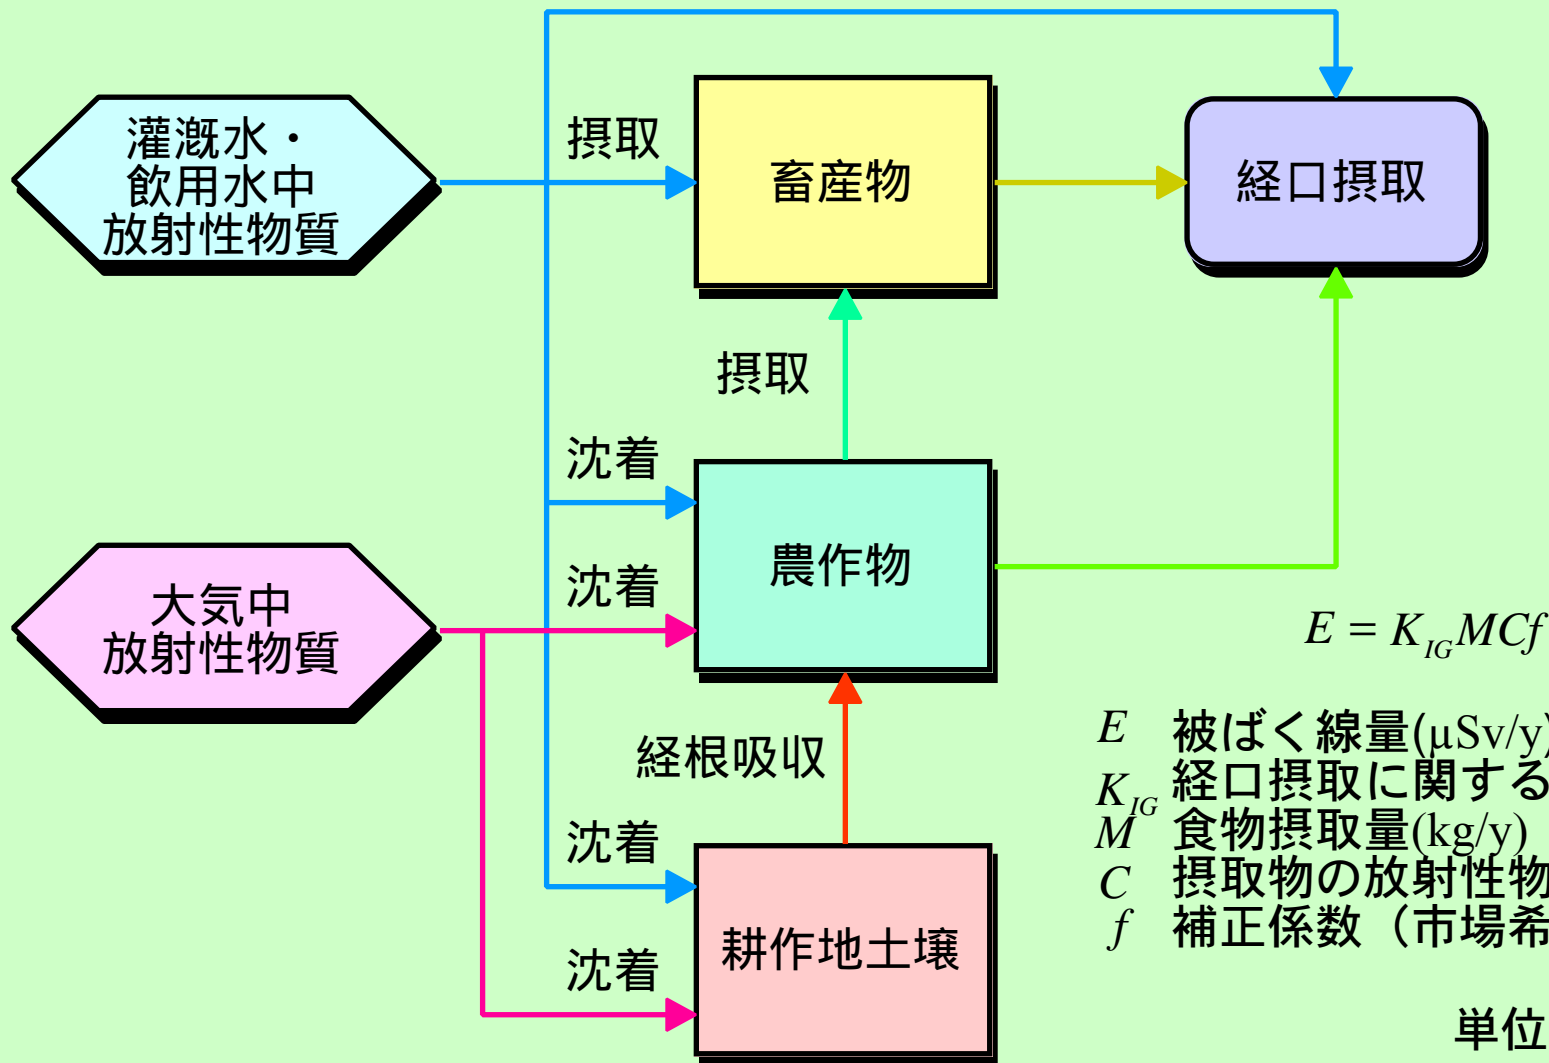 灌漑水・
飲用水中
放射性物質
摂取
畜産物
経口摂取
摂取
沈着
大気中
放射性物質
沈着
農作物
E = K_IG MCf
経根吸収
E 被ばく線量(μSv/y)
K_IG 経口摂取に関する
M 食物摂取量(kg/y)
C 摂取物の放射性物
f 補正係数（市場希
沈着
耕作地土壌
沈着
単位